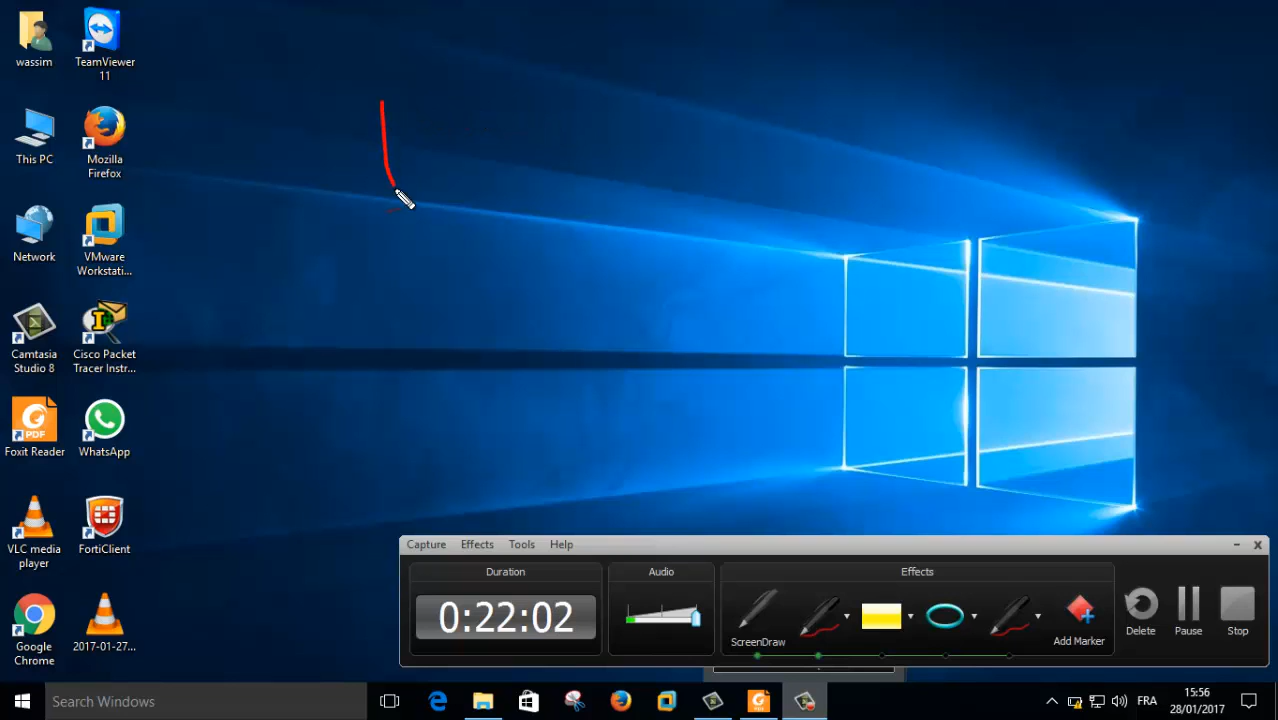 wassim
TeamViewer
11
This PC
Mozilla
Firefox
Network
VMware
Workstati...
Camtasia
Studio 8
Cisco Packet
Tracer Instr...
PDF
Foxit Reader
WhatsApp
VLC media
player
FortiClient
Google
Chrome
2017-01-27...
Capture Effects Tools Help
Duration
Audio
Effects
0:22:02
ScreenDraw
Add Marker
Delete
Pause
Stop
Search Windows
FRA
15:56
28/01/2017